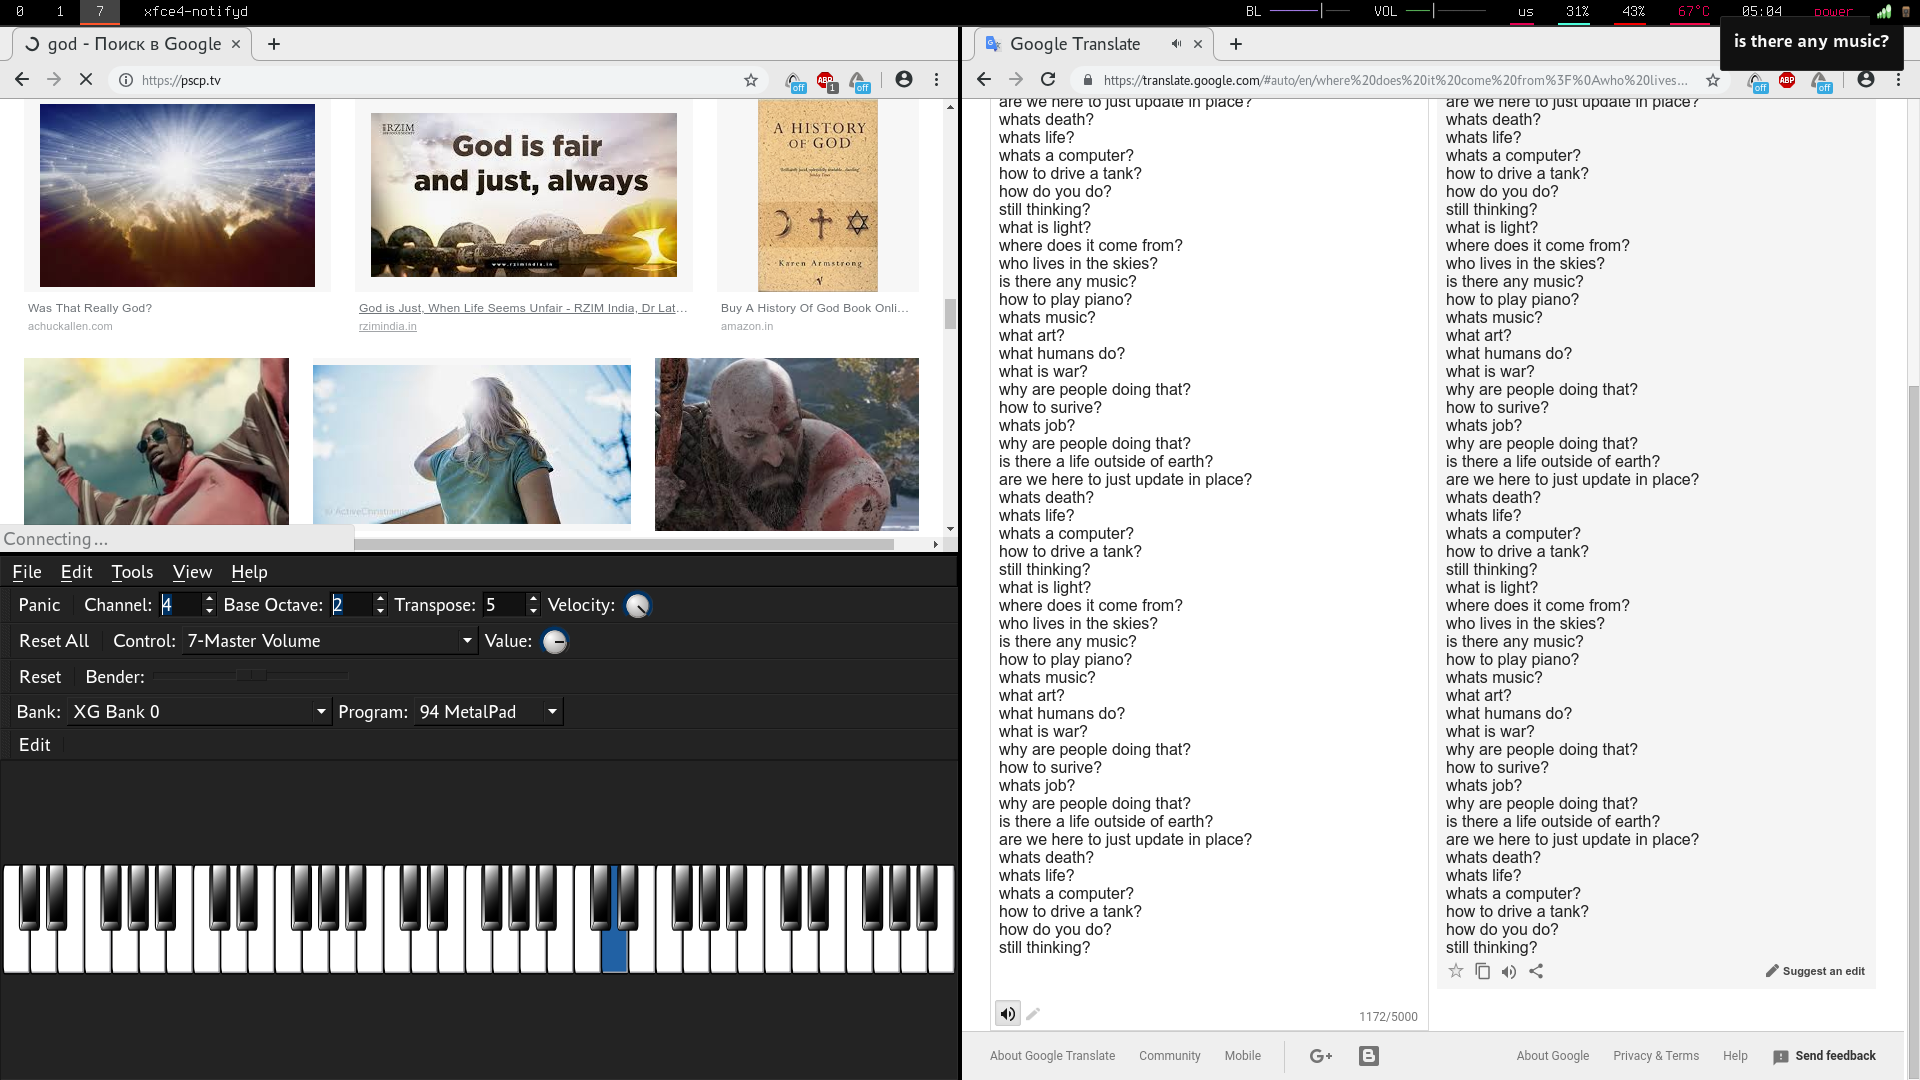 0 1 7 xfce4-notifyd BL VOL us 31% 43% 67°C 05:04 power
is there any music?
god - Поиск в Google
https://pscp.tv
off 1 off
RZIM
God is fair
and just, always
www.rzimindia.in
A HISTORY
OF GOD
Karen Armstrong
Was That Really God?
achuckallen.com
God is Just, When Life Seems Unfair - RZIM India, Dr Lat...
rzimindia.in
Buy A History Of God Book Onli...
amazon.in
© ActiveChristian
Connecting...
File Edit Tools View Help
Panic Channel: 4 Base Octave: 2 Transpose: 5 Velocity:
Reset All Control: 7-Master Volume Value:
Reset Bender:
Bank: XG Bank 0 Program: 94 MetalPad
Edit
Google Translate
https://translate.google.com/#auto/en/where%20does%20it%20come%20from%3F%0Awho%20lives...
off ABP off
are we here to just update in place?
whats death?
whats life?
whats a computer?
how to drive a tank?
how do you do?
still thinking?
what is light?
where does it come from?
who lives in the skies?
is there any music?
how to play piano?
whats music?
what art?
what humans do?
what is war?
why are people doing that?
how to surive?
whats job?
why are people doing that?
is there a life outside of earth?
are we here to just update in place?
whats death?
whats life?
whats a computer?
how to drive a tank?
still thinking?
what is light?
where does it come from?
who lives in the skies?
is there any music?
how to play piano?
whats music?
what art?
what humans do?
what is war?
why are people doing that?
how to surive?
whats job?
why are people doing that?
is there a life outside of earth?
are we here to just update in place?
whats death?
whats life?
whats a computer?
how to drive a tank?
how do you do?
still thinking?
1172/5000
are we here to just update in place?
whats death?
whats life?
whats a computer?
how to drive a tank?
how do you do?
still thinking?
what is light?
where does it come from?
who lives in the skies?
is there any music?
how to play piano?
whats music?
what art?
what humans do?
what is war?
why are people doing that?
how to surive?
whats job?
why are people doing that?
is there a life outside of earth?
are we here to just update in place?
whats death?
whats life?
whats a computer?
how to drive a tank?
still thinking?
what is light?
where does it come from?
who lives in the skies?
is there any music?
how to play piano?
whats music?
what art?
what humans do?
what is war?
why are people doing that?
how to surive?
whats job?
why are people doing that?
is there a life outside of earth?
are we here to just update in place?
whats death?
whats life?
whats a computer?
how to drive a tank?
how do you do?
still thinking?
Suggest an edit
About Google Translate Community Mobile G+ About Google Privacy & Terms Help Send feedback